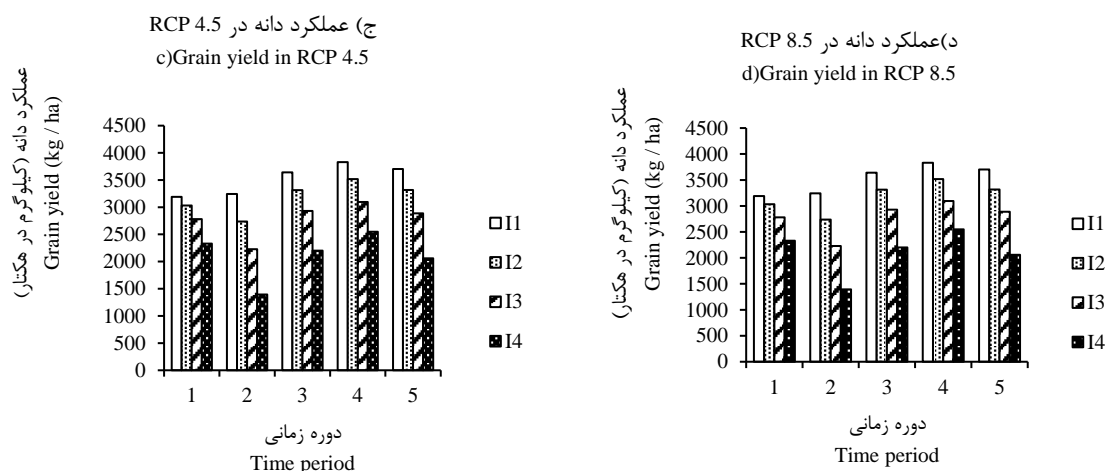 ج) عملکرد دانه در RCP 4.5
c)Grain yield in RCP 4.5
عملکرد دانه (کیلوگرم در هکتار)
Grain yield (kg / ha)
4500
4000
3500
3000
2500
2000
1500
1000
500
0
1 2 3 4 5
دوره زمانی
Time period
I1
I2
I3
I4
د)عملکرد دانه در RCP 8.5
d)Grain yield in RCP 8.5
عملکرد دانه (کیلوگرم در هکتار)
Grain yield (kg / ha)
4500
4000
3500
3000
2500
2000
1500
1000
500
0
1 2 3 4 5
دوره زمانی
Time period
I1
I2
I3
I4